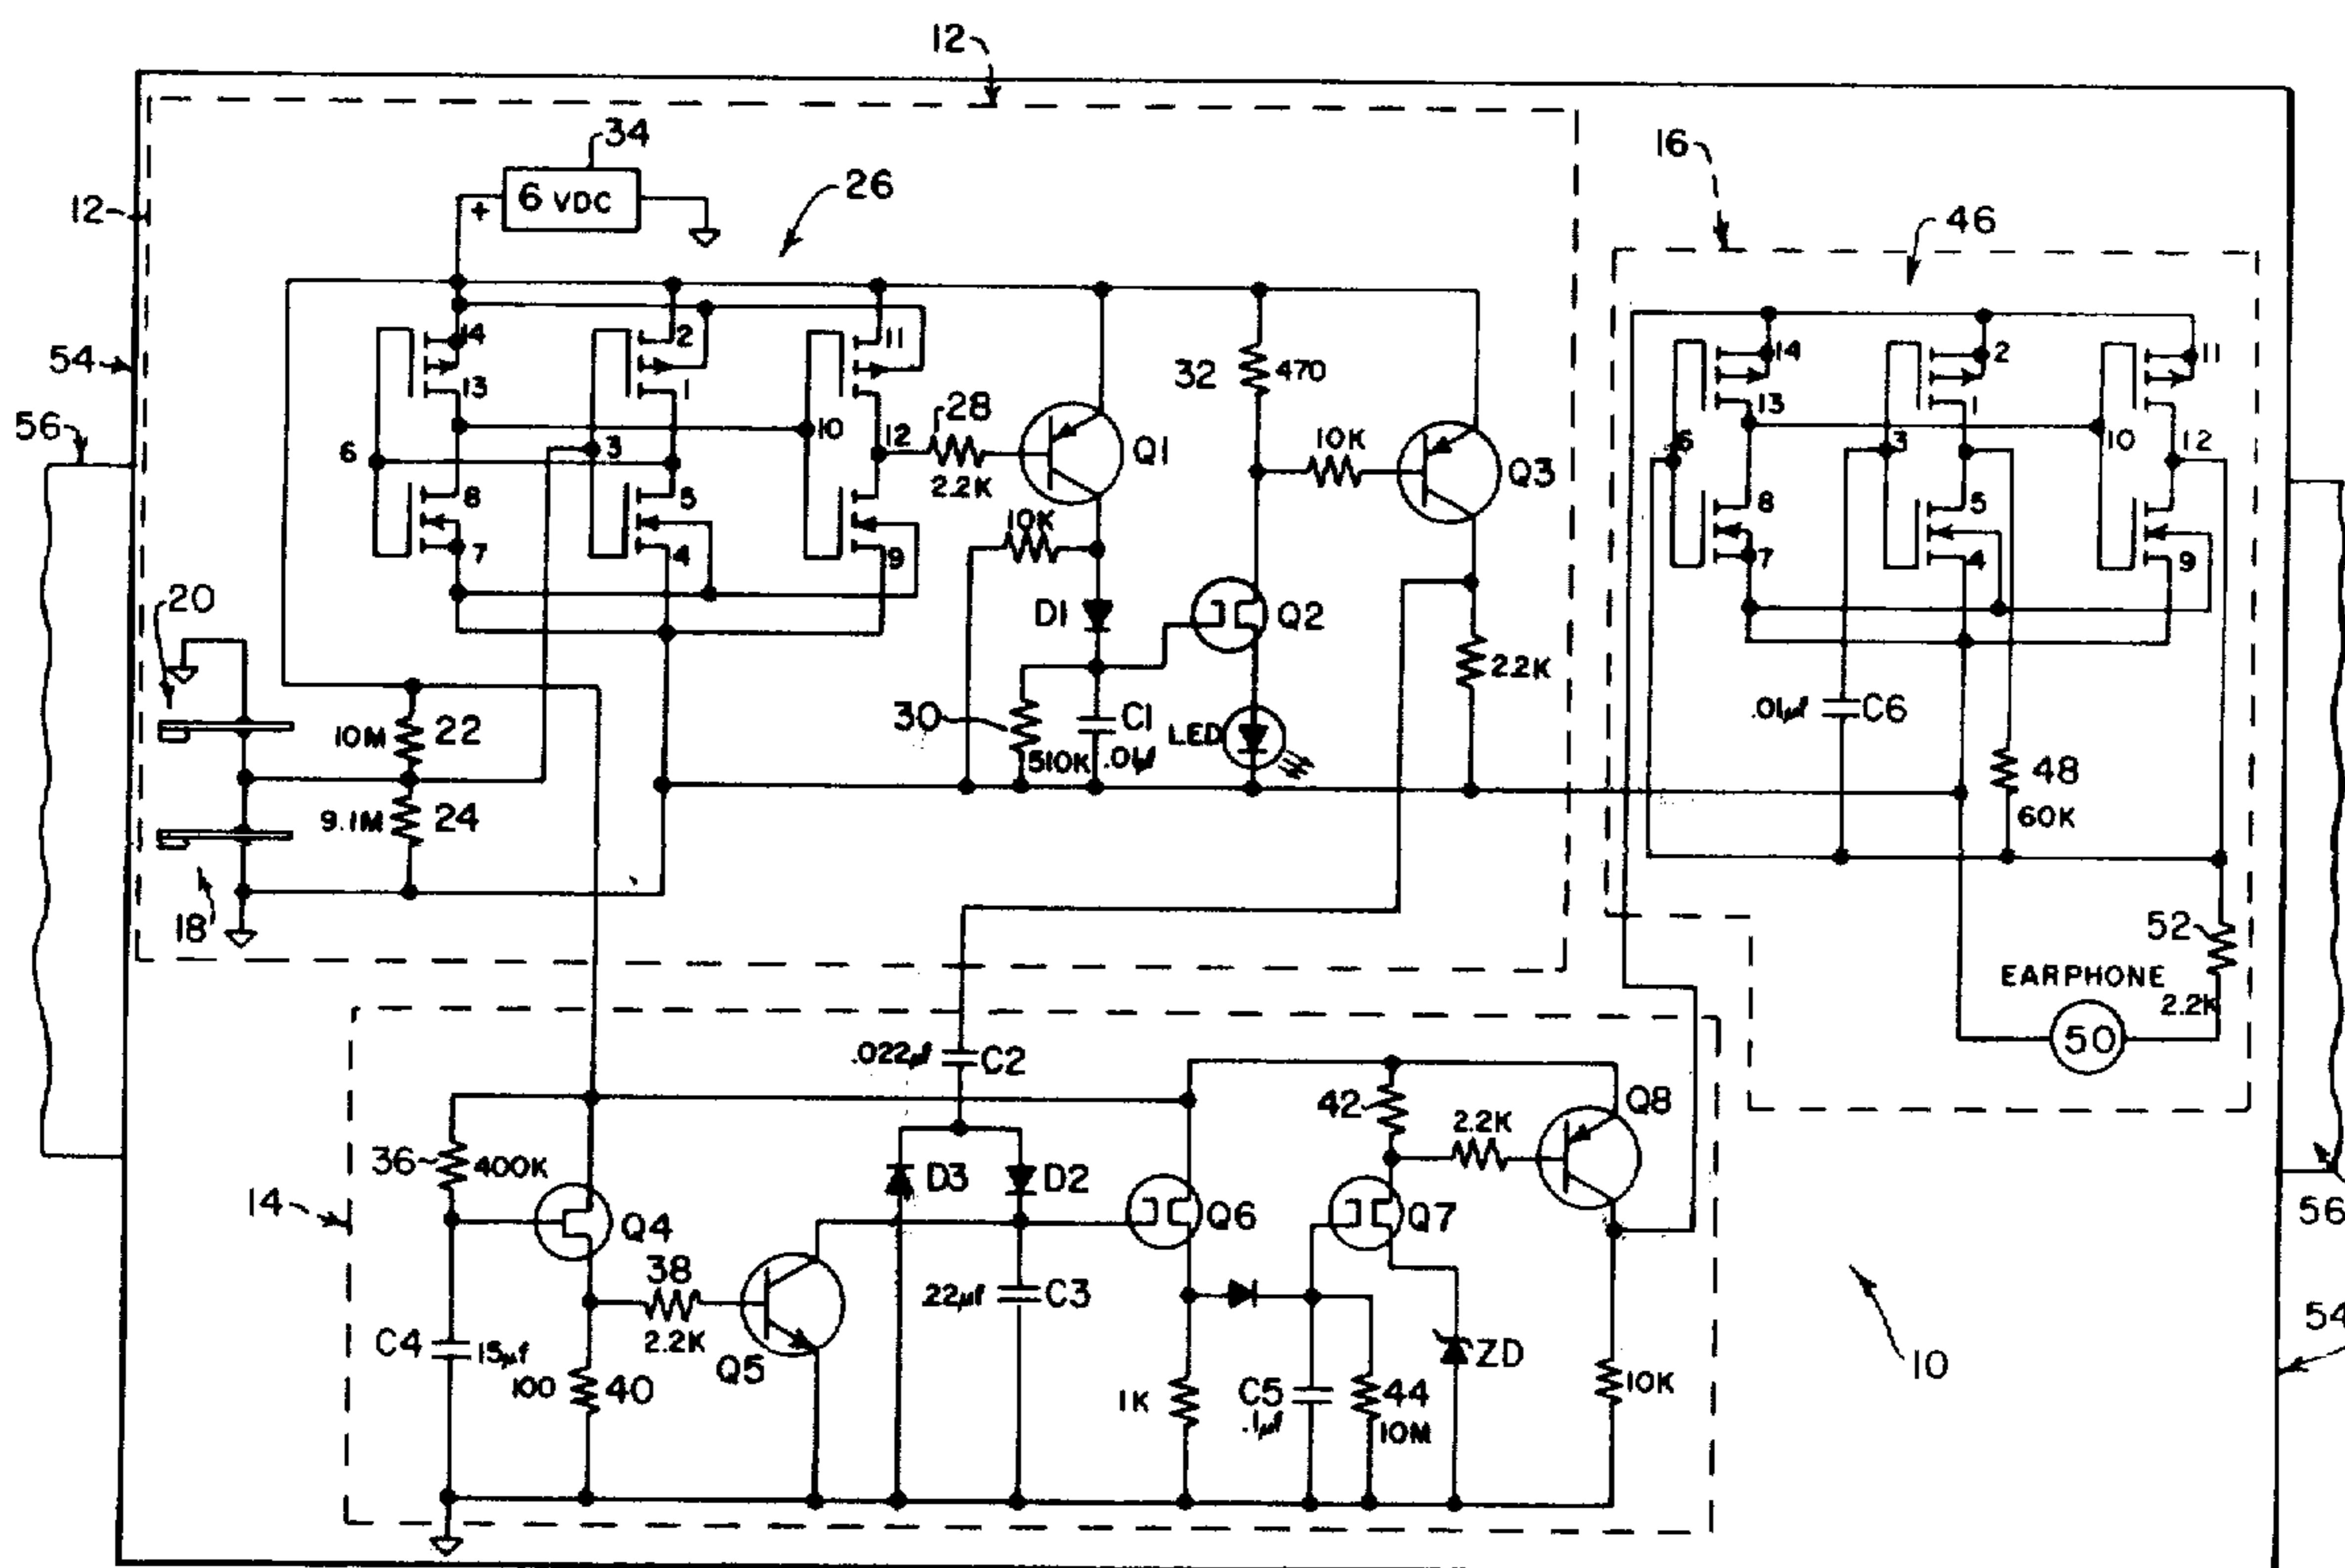 12
34
6 VDC
+
26
16
12
46
54
56
14
2
11
13
1
6
3
10
12
8
5
7
4
9
28
2.2K
Q1
32
470
10K
Q3
10K
D1
Q2
2.2K
14
2
11
13
1
6
3
10
12
8
5
7
4
9
20
10M
22
9.1M
24
18
30
510K
C1
LED
.01µf
C6
48
60K
52
EARPHONE
2.2K
50
.022µf
C2
36
400K
14
Q4
38
2.2K
Q5
C4
15µf
100
40
D3
D2
.22µf
C3
Q6
42
2.2K
Q8
Q7
1K
C5
.1µf
44
10M
ZD
10K
10
56
54